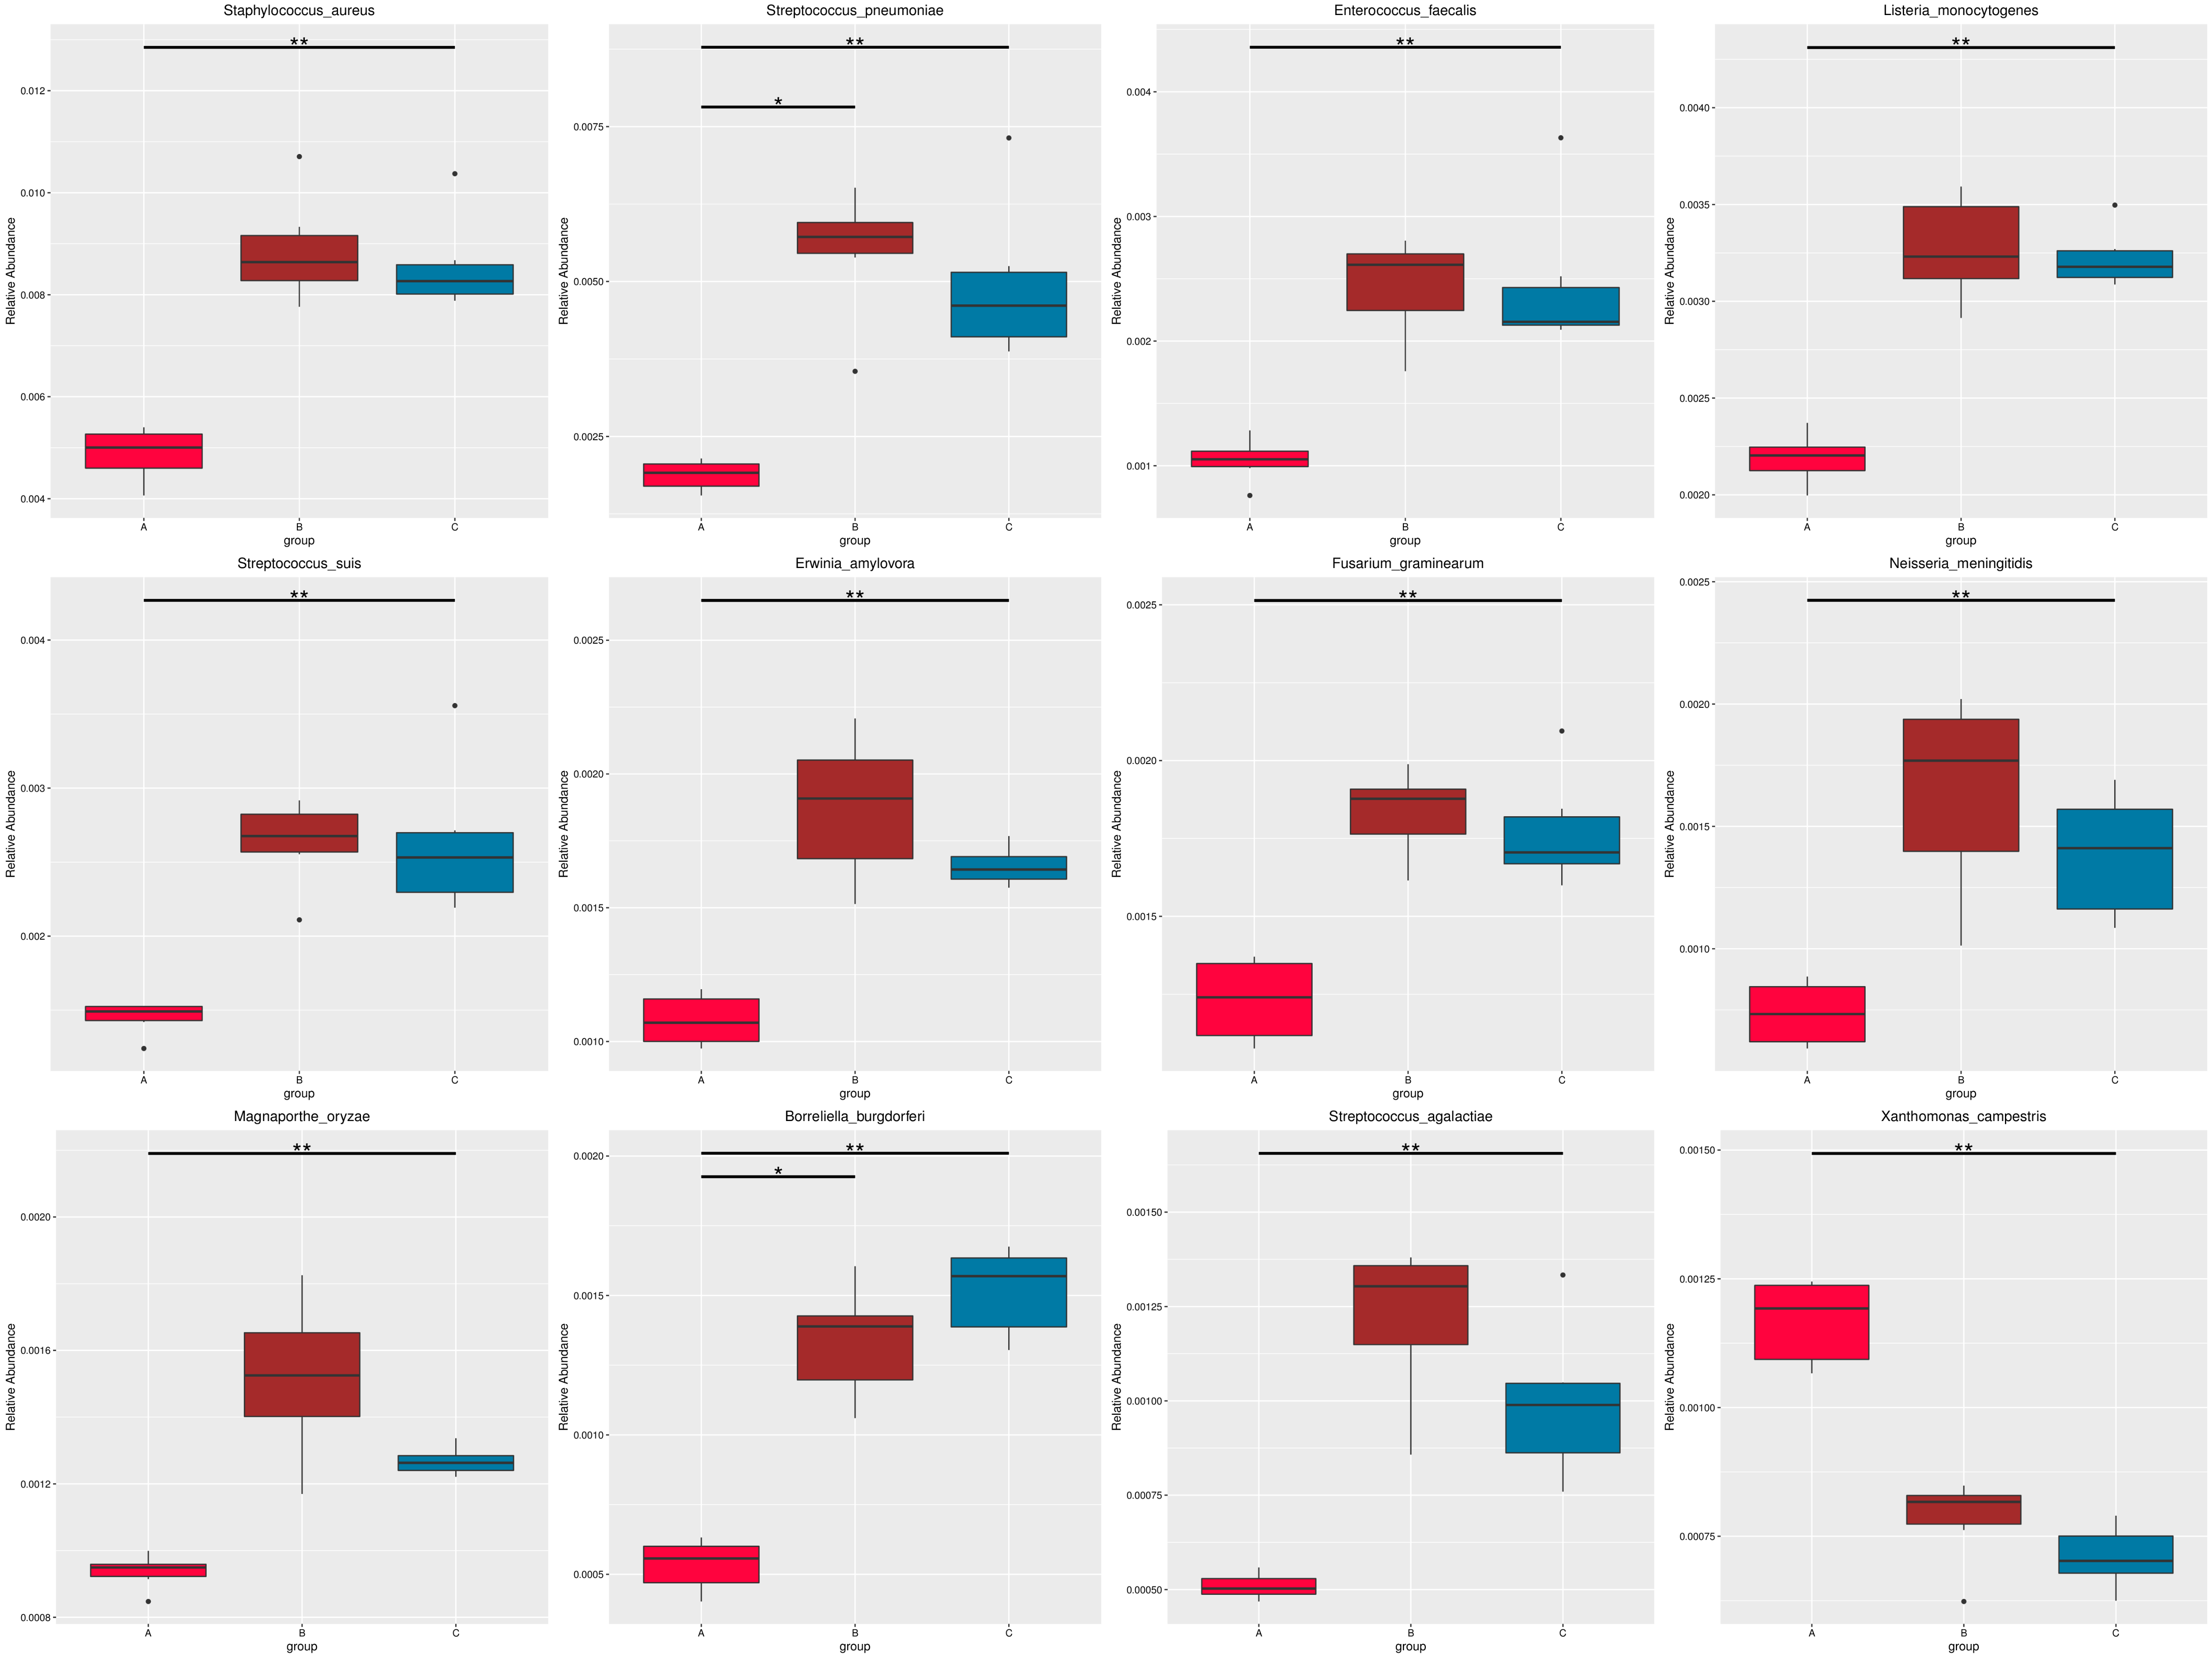 Staphylococcus_aureus
**
0.012
0.010
0.008
0.006
0.004
Relative Abundance
A B C
group
Streptococcus_pneumoniae
**
*
0.0075
0.0050
0.0025
Relative Abundance
A B C
group
Enterococcus_faecalis
**
0.004
0.003
0.002
0.001
Relative Abundance
A B C
group
Listeria_monocytogenes
**
0.0040
0.0035
0.0030
0.0025
0.0020
Relative Abundance
A B C
group
Streptococcus_suis
**
0.004
0.003
0.002
Relative Abundance
A B C
group
Erwinia_amylovora
**
0.0025
0.0020
0.0015
0.0010
Relative Abundance
A B C
group
Fusarium_graminearum
**
0.0025
0.0020
0.0015
Relative Abundance
A B C
group
Neisseria_meningitidis
**
0.0025
0.0020
0.0015
0.0010
Relative Abundance
A B C
group
Magnaporthe_oryzae
**
0.0020
0.0016
0.0012
0.0008
Relative Abundance
A B C
group
Borreliella_burgdorferi
**
*
0.0020
0.0015
0.0010
0.0005
Relative Abundance
A B C
group
Streptococcus_agalactiae
**
0.00150
0.00125
0.00100
0.00075
0.00050
Relative Abundance
A B C
group
Xanthomonas_campestris
**
0.00150
0.00125
0.00100
0.00075
Relative Abundance
A B C
group